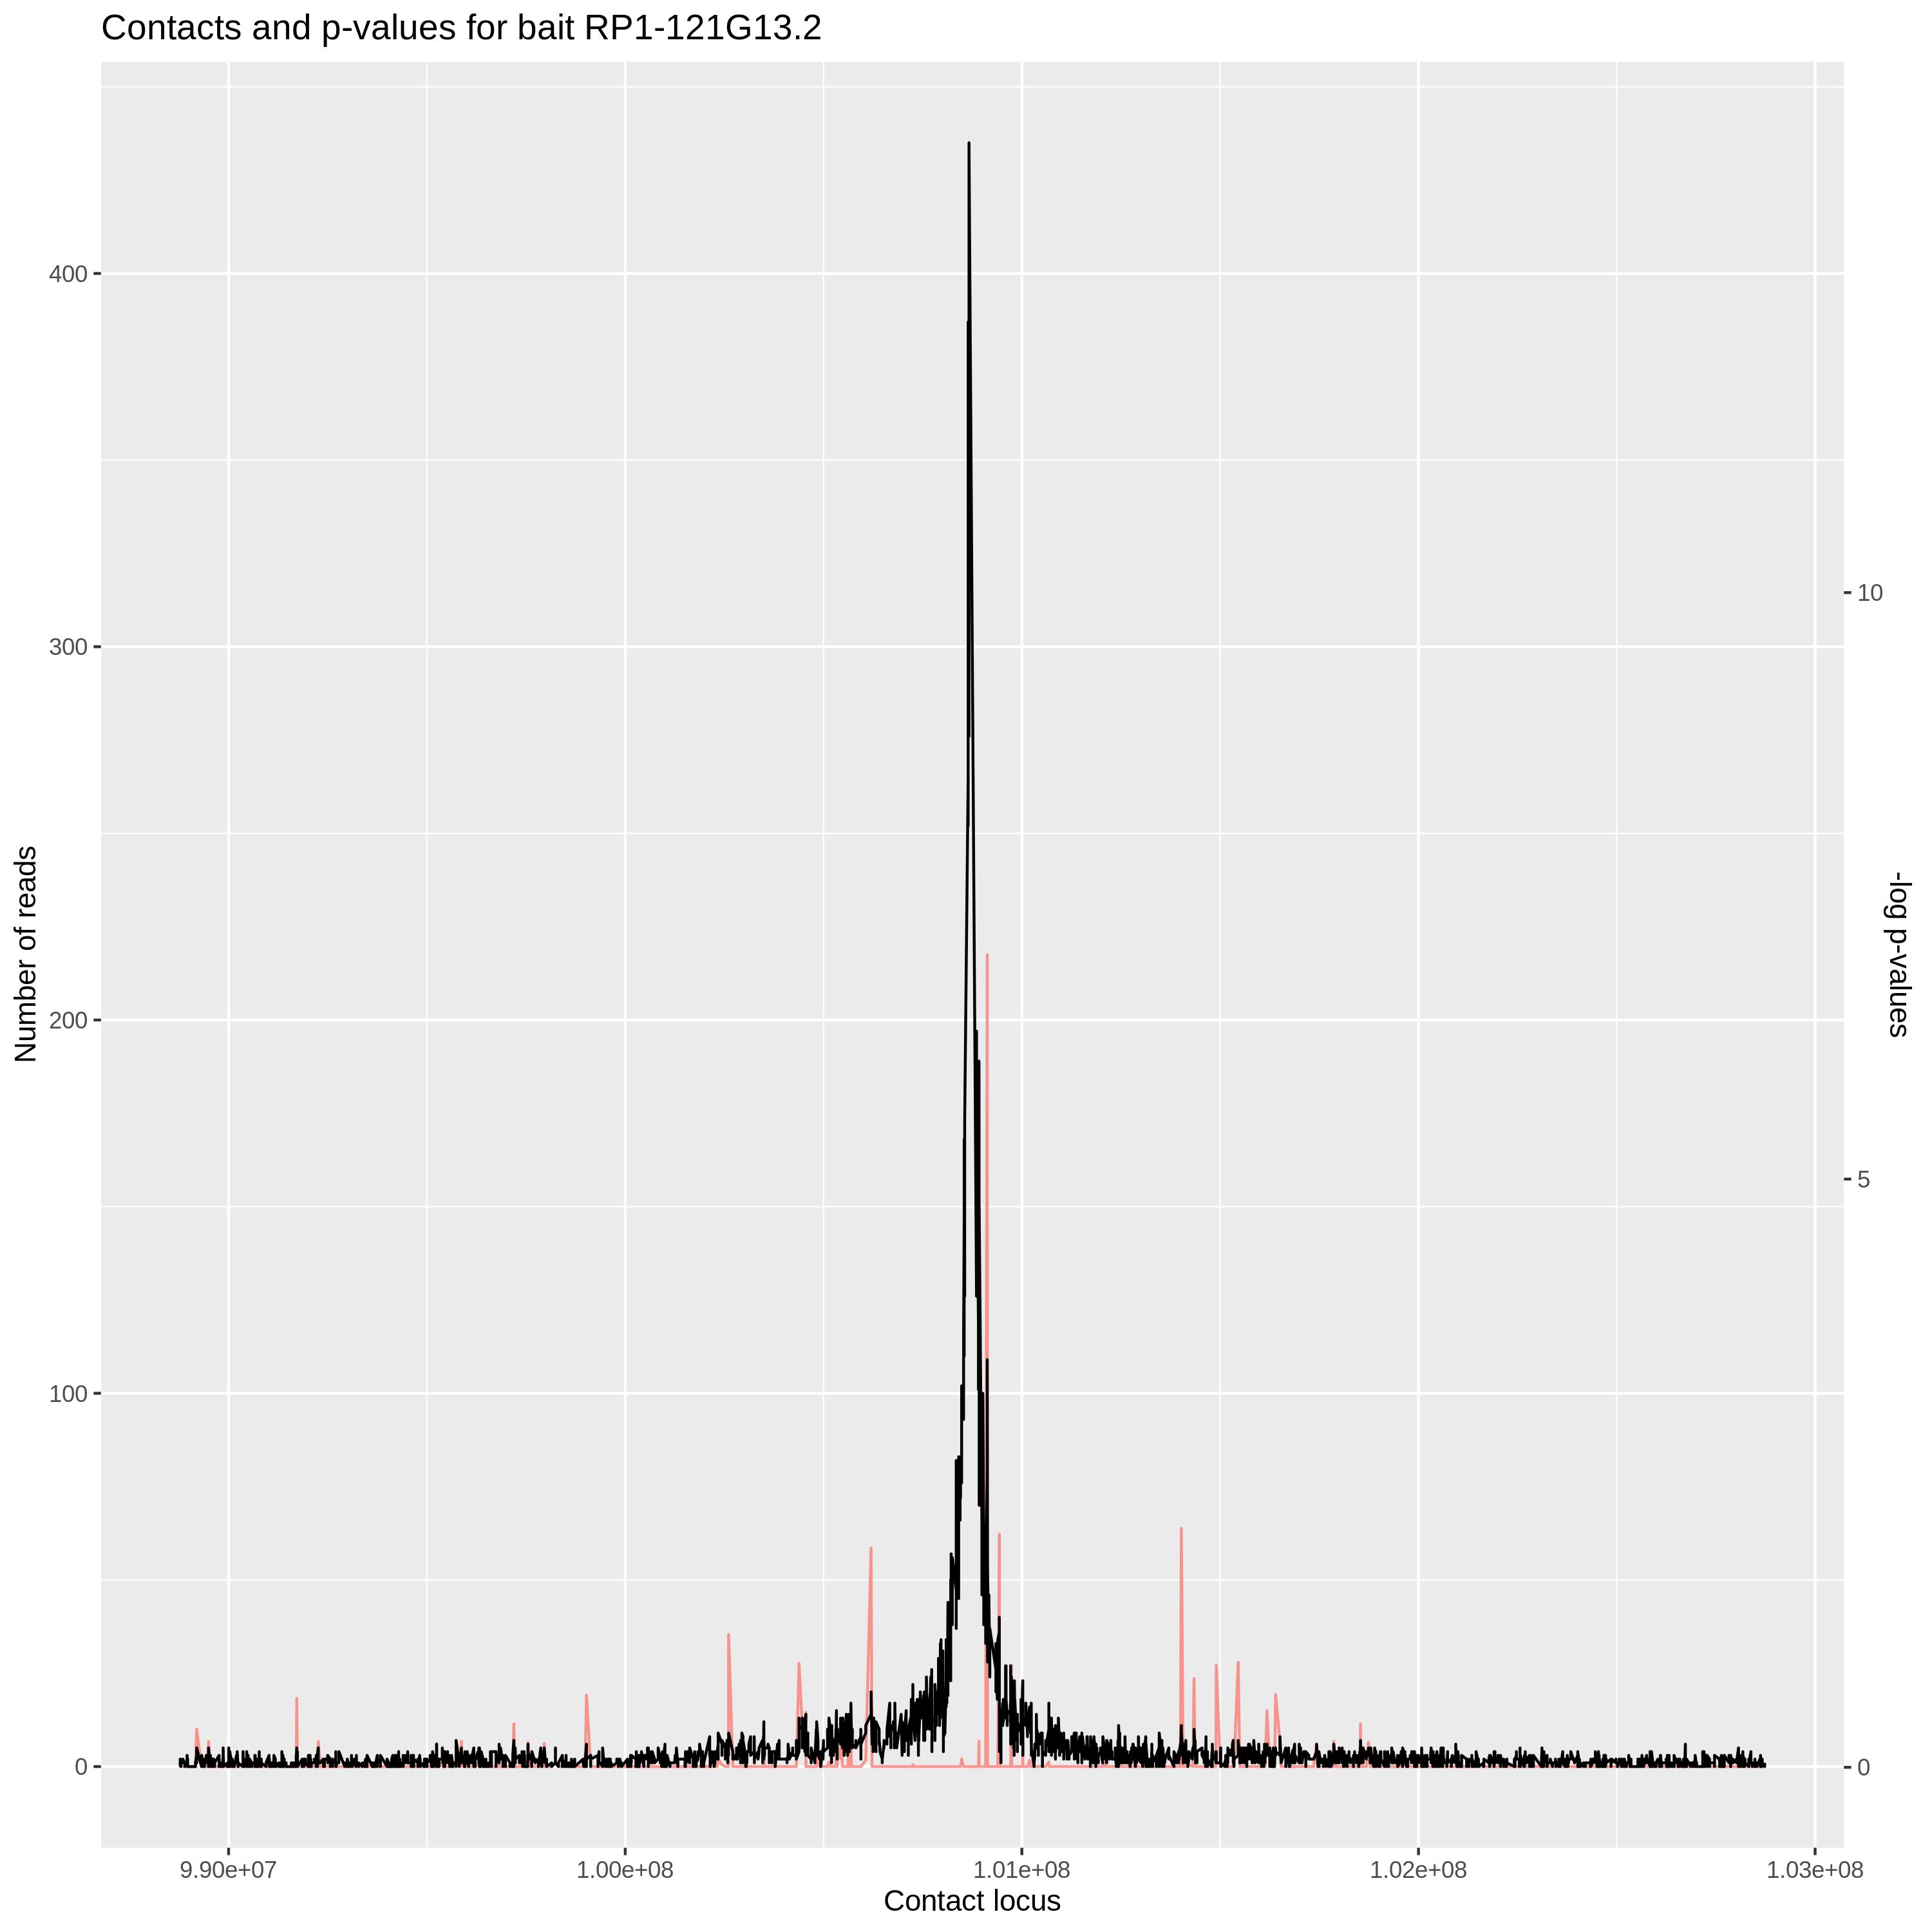 Contacts and p-values for bait RP1-121G13.2
400
300
200
100
0
Number of reads
10
5
0
-log p-values
9.90e+07
1.00e+08
1.01e+08
1.02e+08
1.03e+08
Contact locus